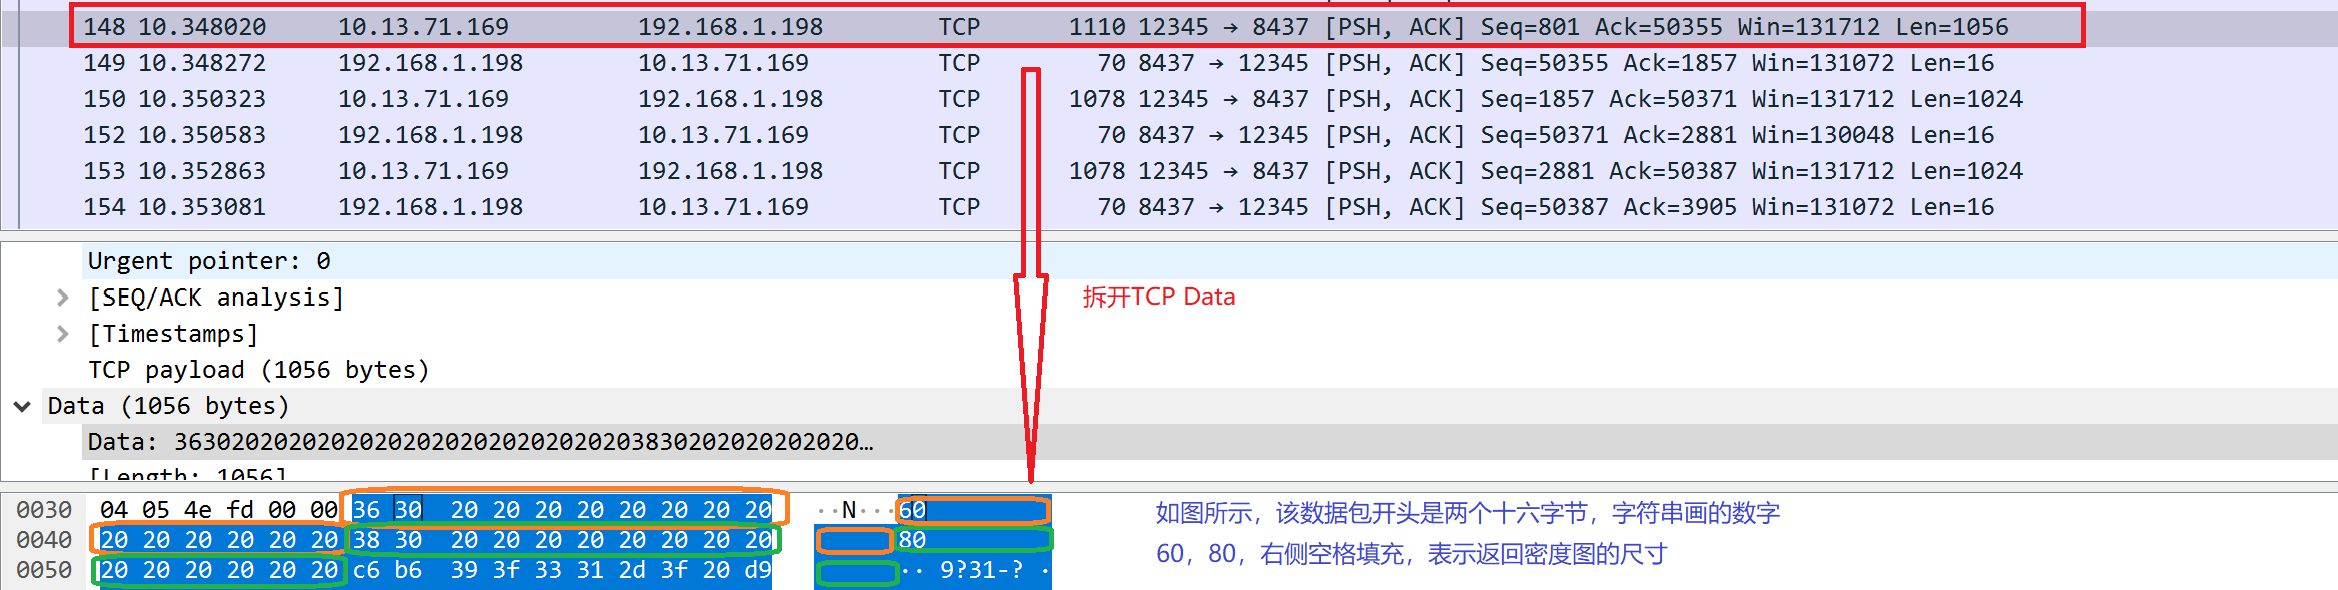 148 10.348020 10.13.71.169 192.168.1.198 TCP 1110 12345 → 8437 [PSH, ACK] Seq=801 Ack=50355 Win=131712 Len=1056
149 10.348272 192.168.1.198 10.13.71.169 TCP 70 8437 → 12345 [PSH, ACK] Seq=50355 Ack=1857 Win=131072 Len=16
150 10.350323 10.13.71.169 192.168.1.198 TCP 1078 12345 → 8437 [PSH, ACK] Seq=1857 Ack=50371 Win=131712 Len=1024
152 10.350583 192.168.1.198 10.13.71.169 TCP 70 8437 → 12345 [PSH, ACK] Seq=50371 Ack=2881 Win=130048 Len=16
153 10.352863 10.13.71.169 192.168.1.198 TCP 1078 12345 → 8437 [PSH, ACK] Seq=2881 Ack=50387 Win=131712 Len=1024
154 10.353081 192.168.1.198 10.13.71.169 TCP 70 8437 → 12345 [PSH, ACK] Seq=50387 Ack=3905 Win=131072 Len=16
Urgent pointer: 0
[SEQ/ACK analysis]
拆开TCP Data
[Timestamps]
TCP payload (1056 bytes)
Data (1056 bytes)
Data: 363020202020202020202020202020203830202020202020…
[Length: 1056]
0030 04 05 4e fd 00 00 36 30 20 20 20 20 20 20 20 20 ··N···60
0040 20 20 20 20 20 20 38 30 20 20 20 20 20 20 20 20 80
0050 20 20 20 20 20 20 c6 b6 39 3f 33 31 2d 3f 20 d9 ·· 9?31-? ·
如图所示，该数据包开头是两个十六字节，字符串画的数字
60，80，右侧空格填充，表示返回密度图的尺寸